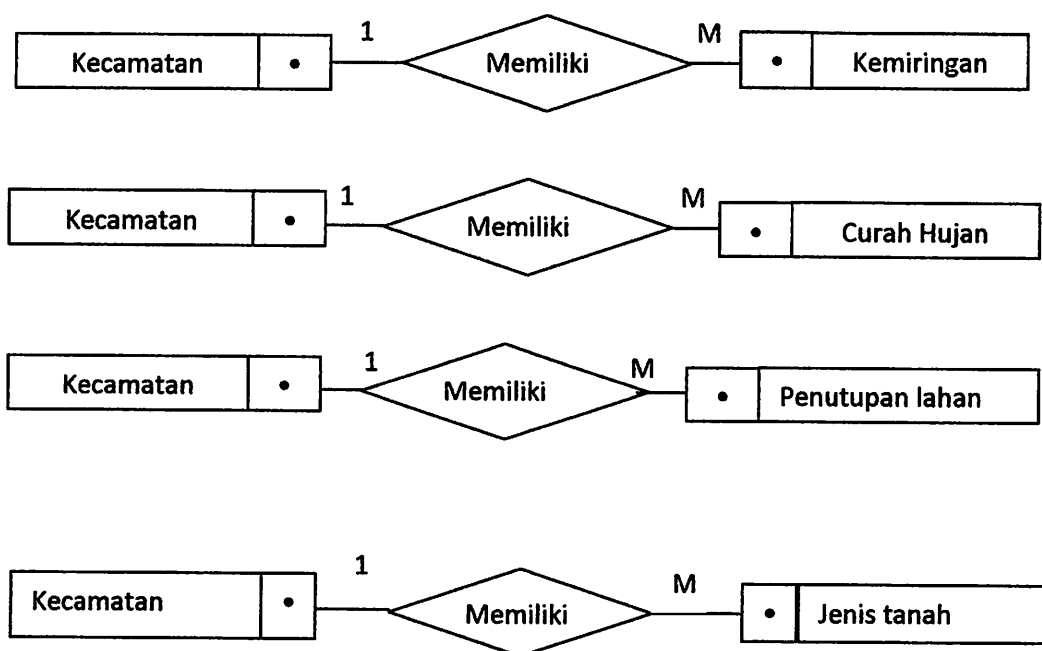 1 M
Kecamatan • Memiliki • Kemiringan
1 M
Kecamatan • Memiliki • Curah Hujan
1 M
Kecamatan • Memiliki • Penutupan lahan
1 M
Kecamatan • Memiliki • Jenis tanah